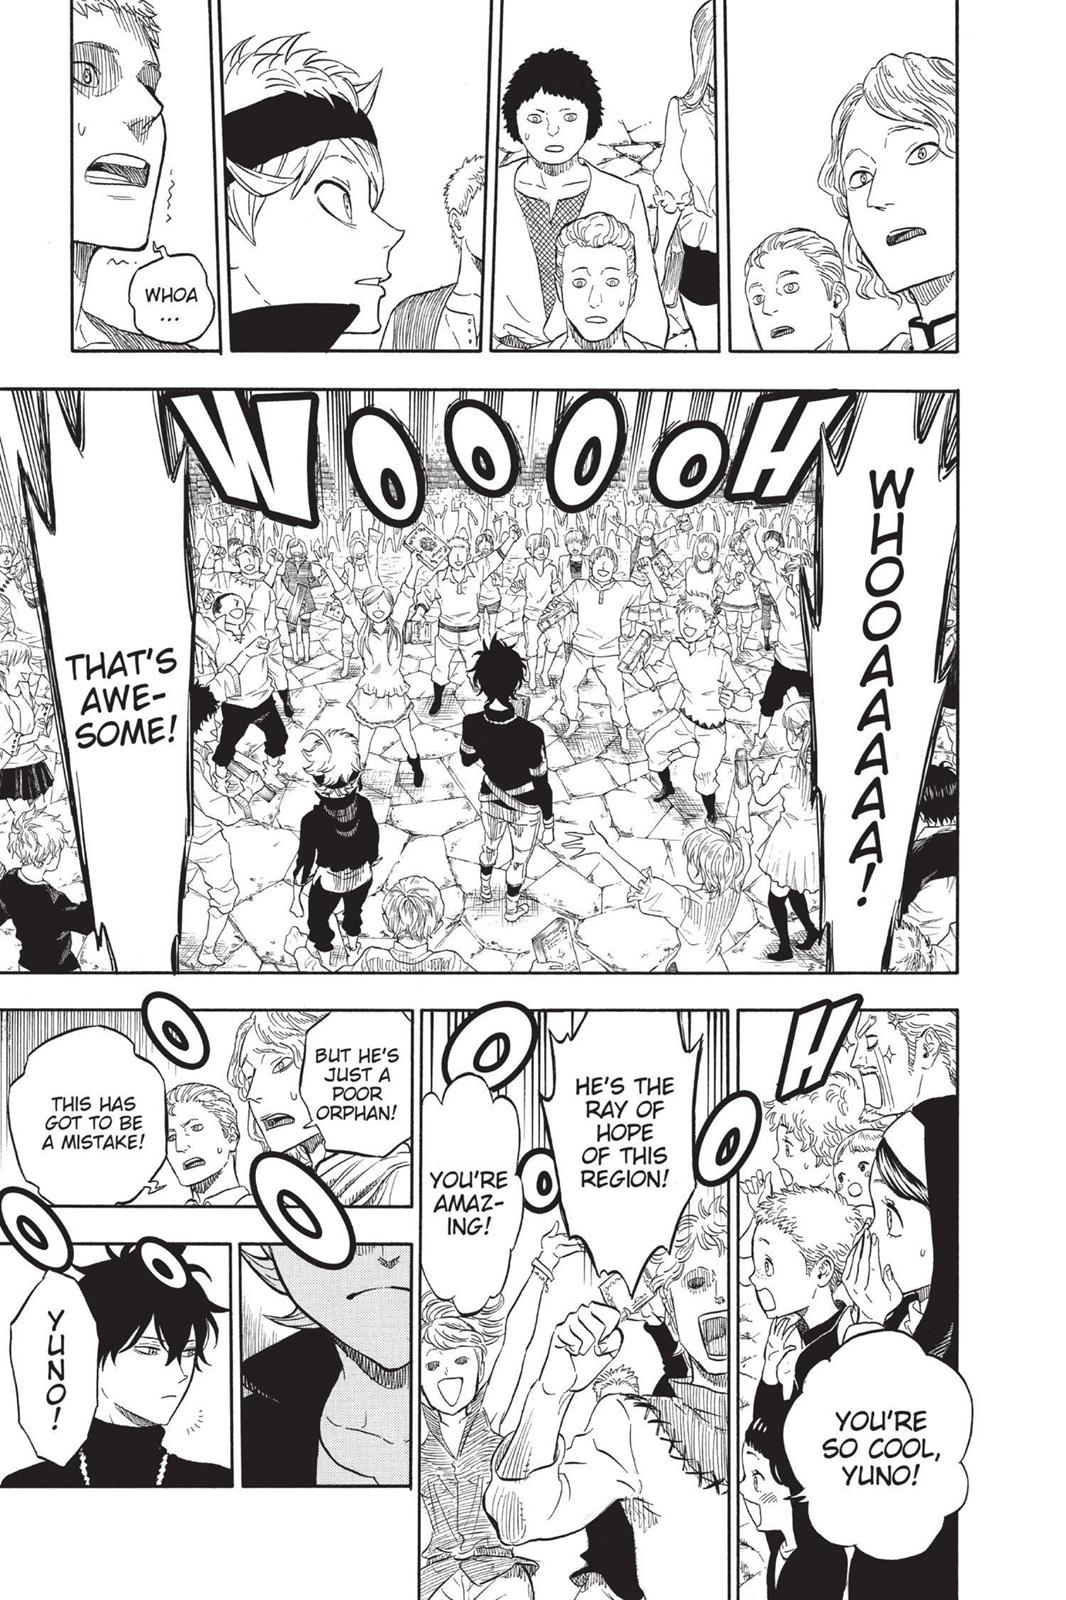 WHOA
...
WOOOOH
WHOOAAAAA!
THAT'S
AWE-
SOME!
H
YOU'RE
SO COOL,
YUNO!
O
HE'S THE
RAY OF
HOPE
OF THIS
REGION!
O
O
YOU'RE
AMAZ-
ING!
BUT HE'S
JUST A
POOR
ORPHAN!
O
THIS HAS
GOT TO BE
A MISTAKE!
O
O
O
YUNO!